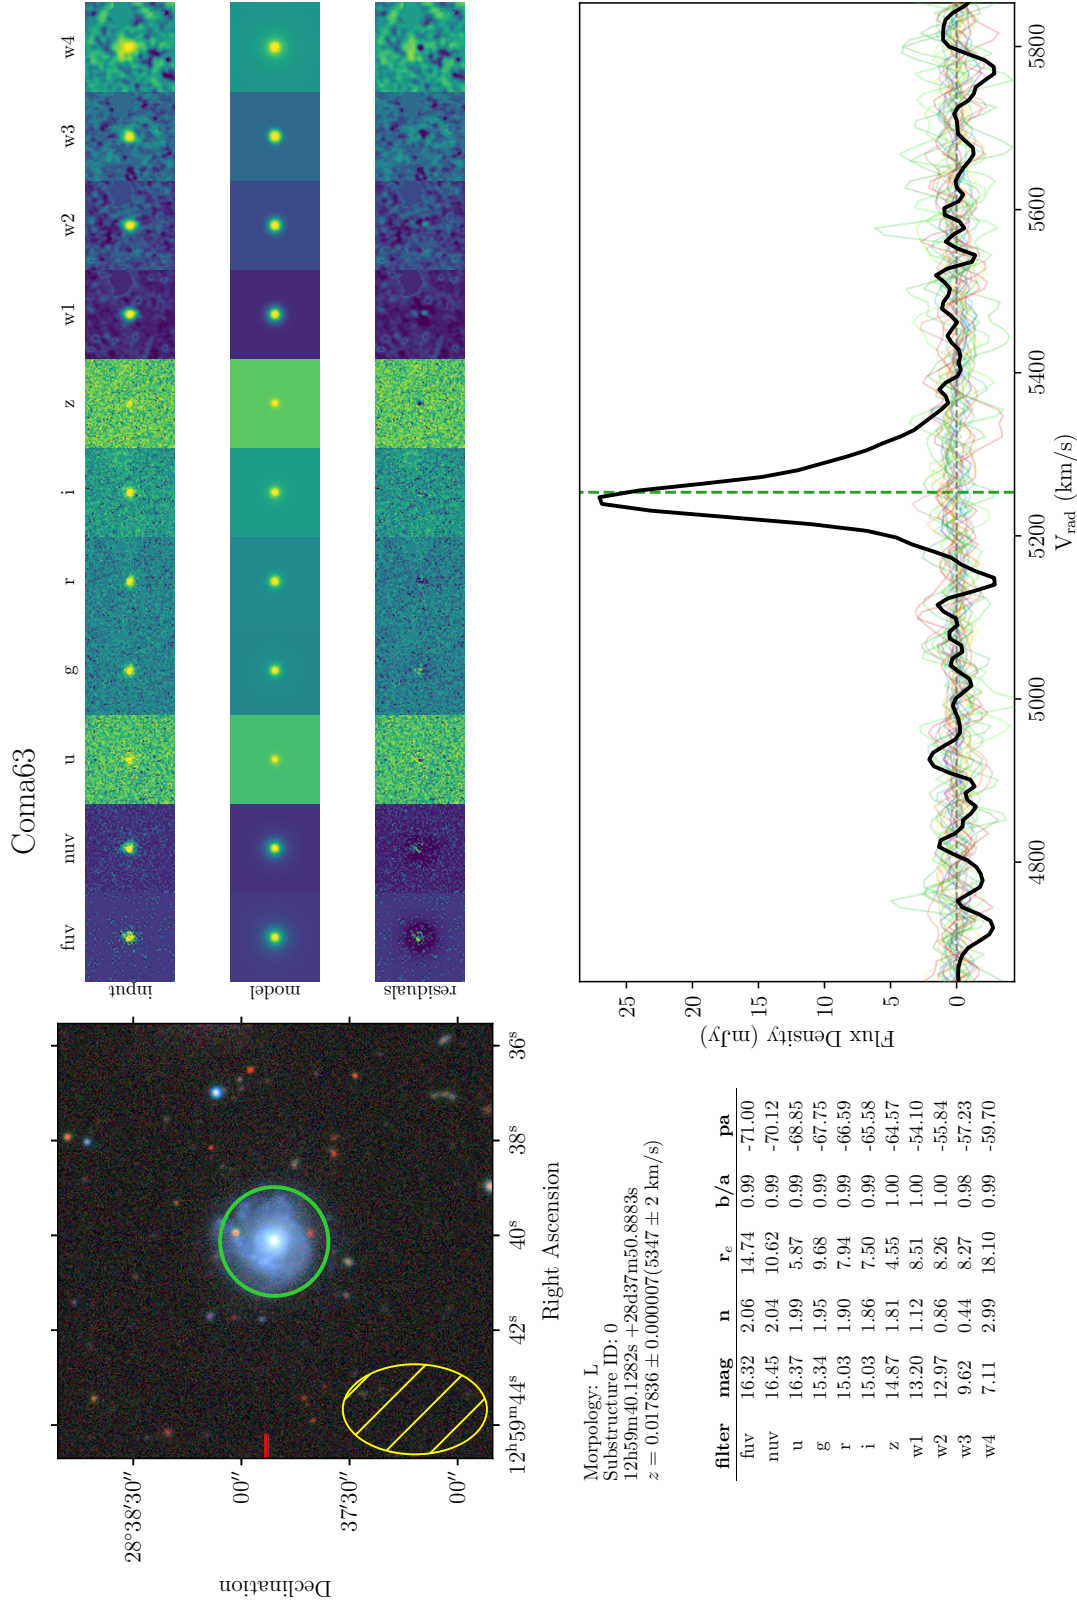 Coma63
fuv nuv u g r i z w1 w2 w3 w4
input
model
residuals
Declination
28°38′30″
00″
37′30″
00″
12ʰ59ᵐ44ˢ 42ˢ 40ˢ 38ˢ 36ˢ
Right Ascension
Morpology: L
Substructure ID: 0
12h59m40.1282s +28d37m50.8883s
z = 0.017836 ± 0.000007(5347 ± 2 km/s)
filter mag n rₑ b/a pa
fuv 16.32 2.06 14.74 0.99 -71.00
nuv 16.45 2.04 10.62 0.99 -70.12
u 16.37 1.99 5.87 0.99 -68.85
g 15.34 1.95 9.68 0.99 -67.75
r 15.03 1.90 7.94 0.99 -66.59
i 15.03 1.86 7.50 0.99 -65.58
z 14.87 1.81 4.55 1.00 -64.57
w1 13.20 1.12 8.51 1.00 -54.10
w2 12.97 0.86 8.26 1.00 -55.84
w3 9.62 0.44 8.27 0.98 -57.23
w4 7.11 2.99 18.10 0.99 -59.70
Flux Density (mJy)
25
20
15
10
5
0
4800 5000 5200 5400 5600 5800
V_rad (km/s)